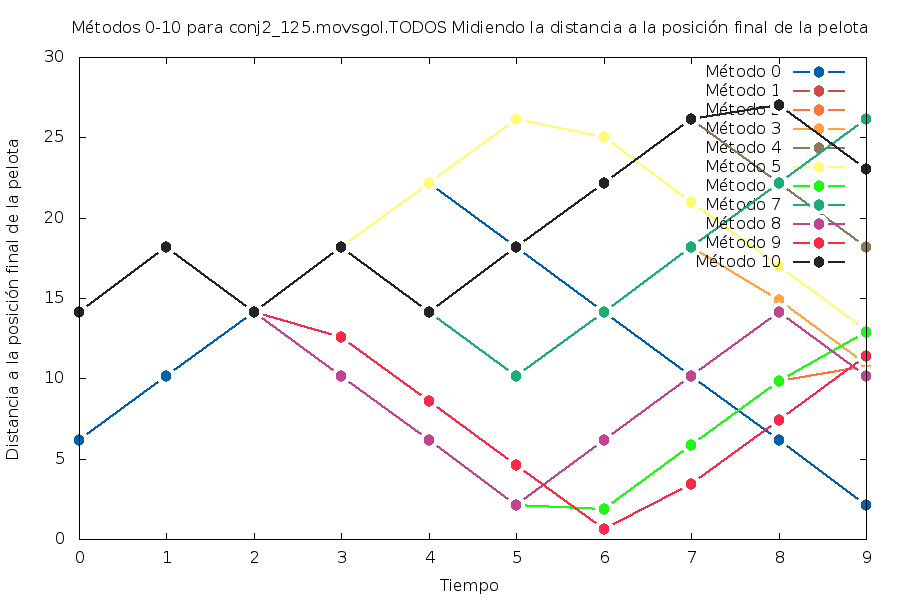 Métodos 0-10 para conj2_125.movsgol.TODOS Midiendo la distancia a la posición final de la pelota
30
25
20
15
10
5
0
Distancia a la posición final de la pelota
Método 0
Método 1
Método 2
Método 3
Método 4
Método 5
Método
Método 7
Método 8
Método 9
Método 10
0 1 2 3 4 5 6 7 8 9
Tiempo